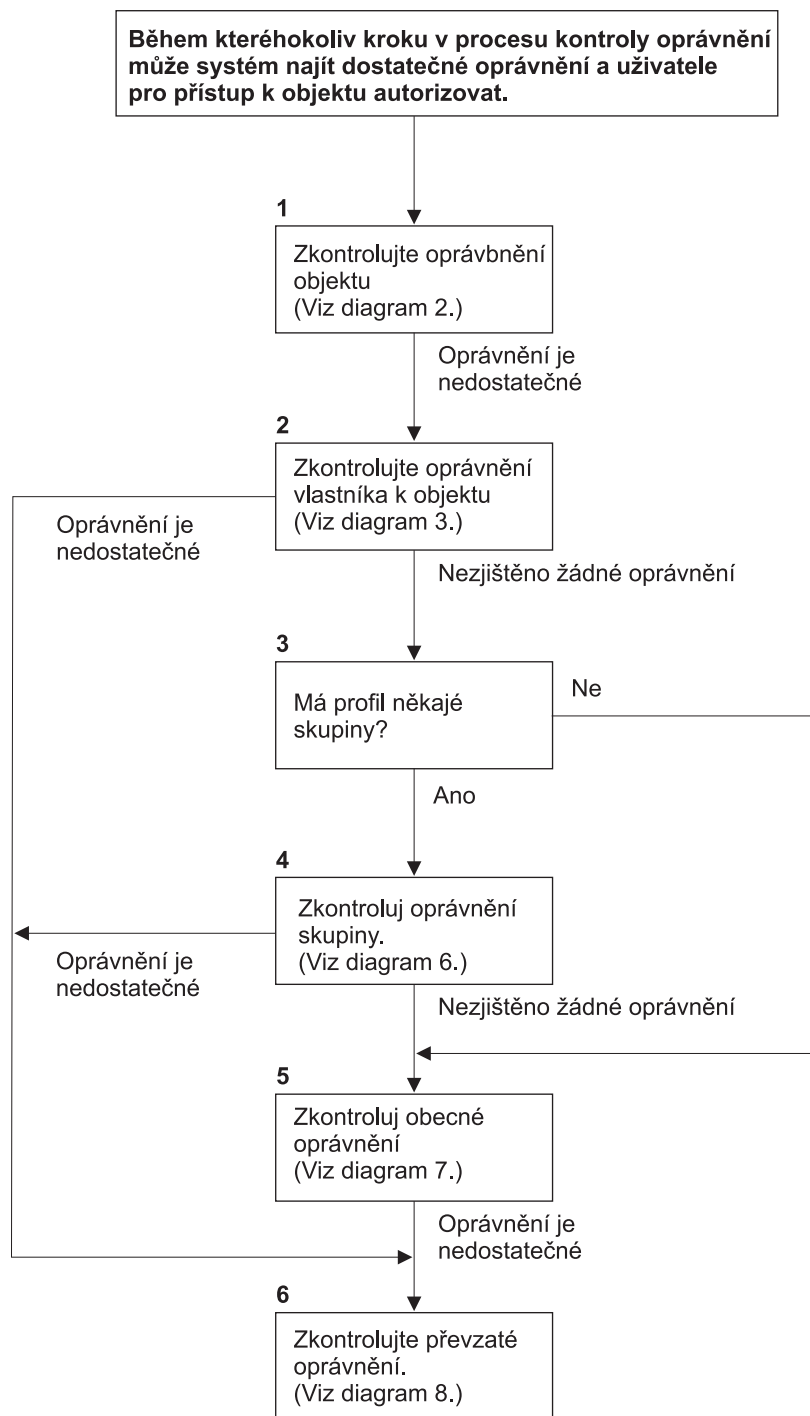 Během kteréhokoliv kroku v procesu kontroly oprávnění
může systém najít dostatečné oprávnění a uživatele
pro přístup k objektu autorizovat.
1
Zkontrolujte oprávbnění
objektu
(Viz diagram 2.)
Oprávnění je
nedostatečné
2
Zkontrolujte oprávnění
vlastníka k objektu
(Viz diagram 3.)
Oprávnění je
nedostatečné
Nezjištěno žádné oprávnění
3
Má profil někajé
skupiny?
Ne
Ano
4
Zkontroluj oprávnění
skupiny.
(Viz diagram 6.)
Oprávnění je
nedostatečné
Nezjištěno žádné oprávnění
5
Zkontroluj obecné
oprávnění
(Viz diagram 7.)
Oprávnění je
nedostatečné
6
Zkontrolujte převzaté
oprávnění.
(Viz diagram 8.)